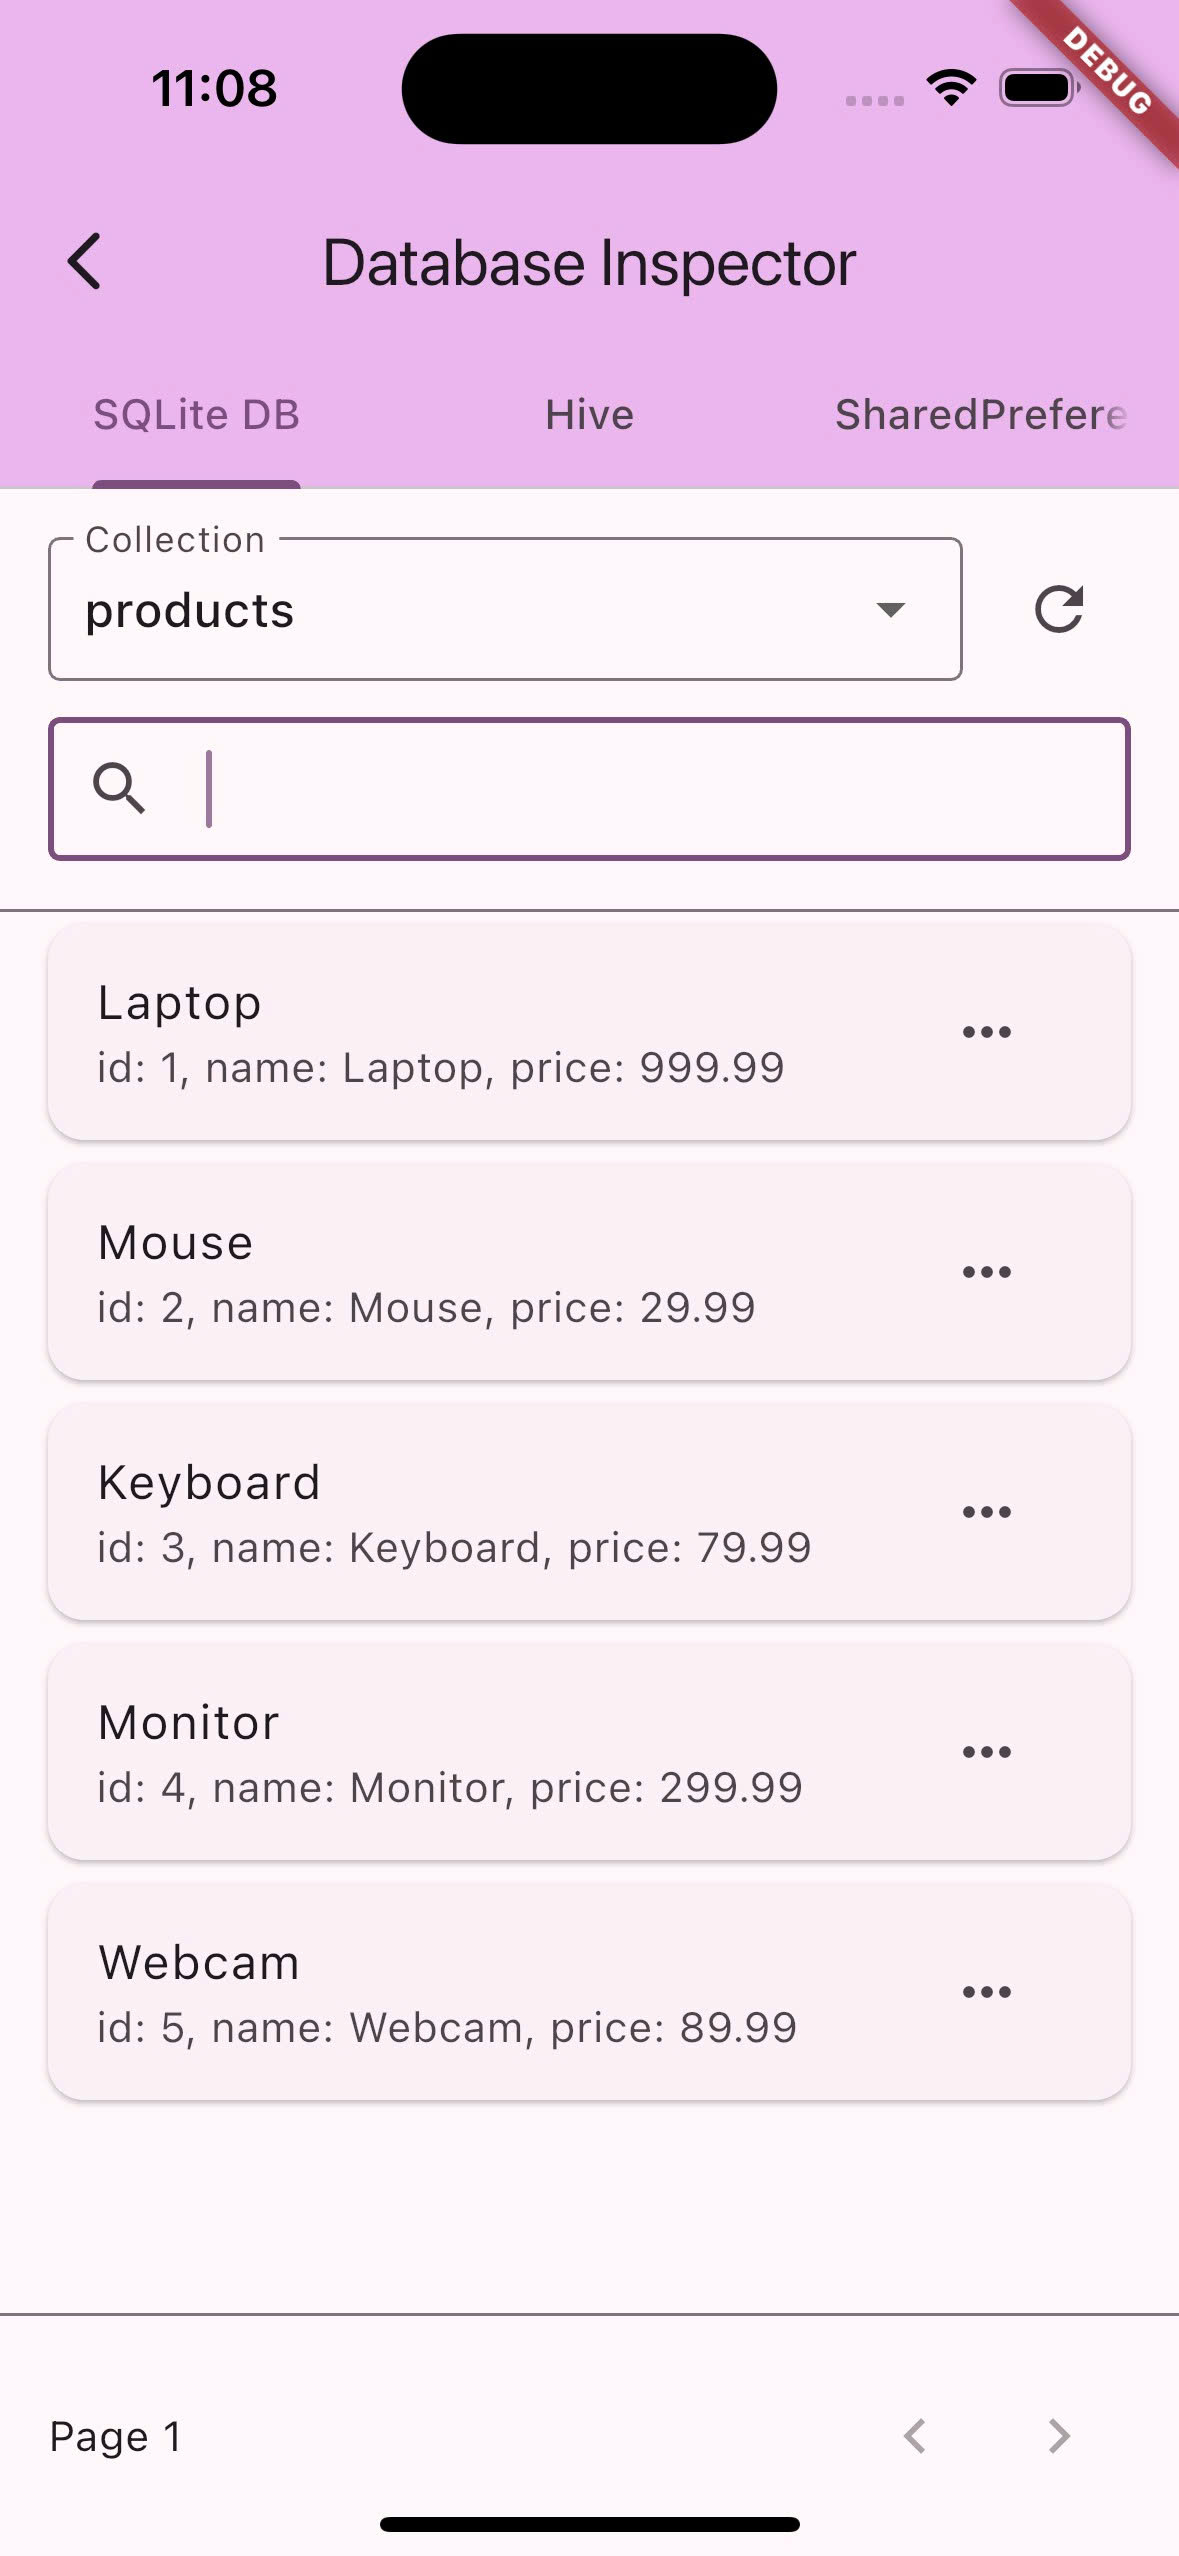 11:08
DEBUG
Database Inspector
SQLite DB
Hive
SharedPrefere
Collection
products
Laptop
id: 1, name: Laptop, price: 999.99
Mouse
id: 2, name: Mouse, price: 29.99
Keyboard
id: 3, name: Keyboard, price: 79.99
Monitor
id: 4, name: Monitor, price: 299.99
Webcam
id: 5, name: Webcam, price: 89.99
Page 1